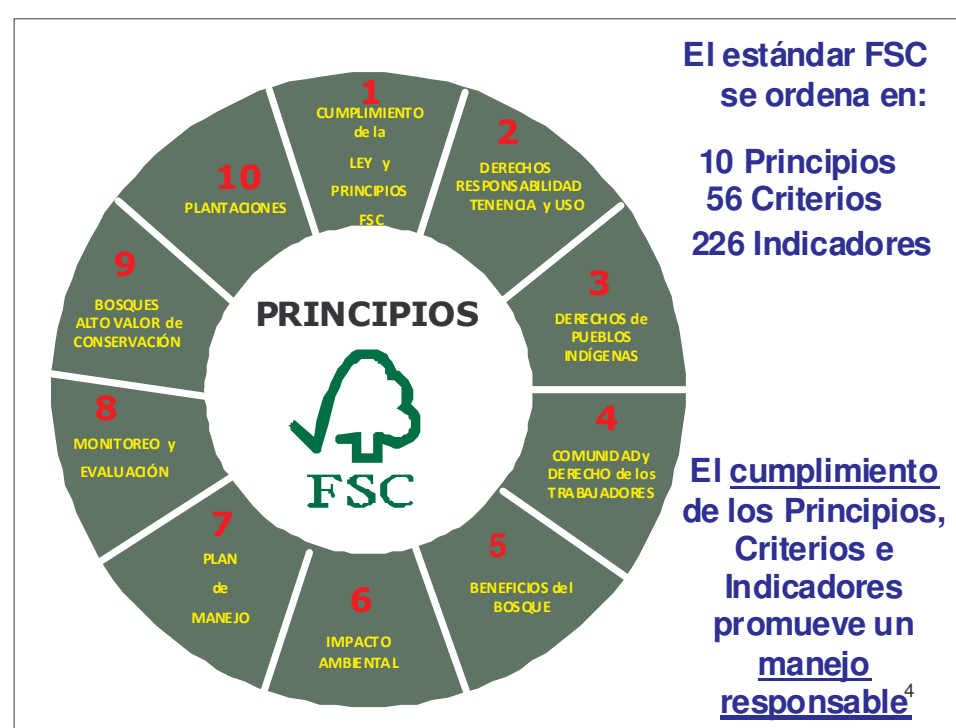 El estándar FSC
se ordena en:
10 Principios
56 Criterios
226 Indicadores
1
CUMPLIMIENTO
de la
LEY y
PRINCIPIOS
FSC
2
DERECHOS
RESPONSABILIDAD
TENENCIA y USO
3
DERECHOS de
PUEBLOS
INDÍGENAS
4
COMUNIDAD y
DERECHO de los
TRABAJADORES
5
BENEFICIOS del
BOSQUE
6
IMPACTO
AMBIENTAL
7
PLAN
de
MANEJO
8
MONITOREO y
EVALUACIÓN
9
BOSQUES
ALTO VALOR de
CONSERVACIÓN
10
PLANTACIONES
PRINCIPIOS
FSC
El cumplimiento
de los Principios,
Criterios e
Indicadores
promueve un
manejo
responsable
4